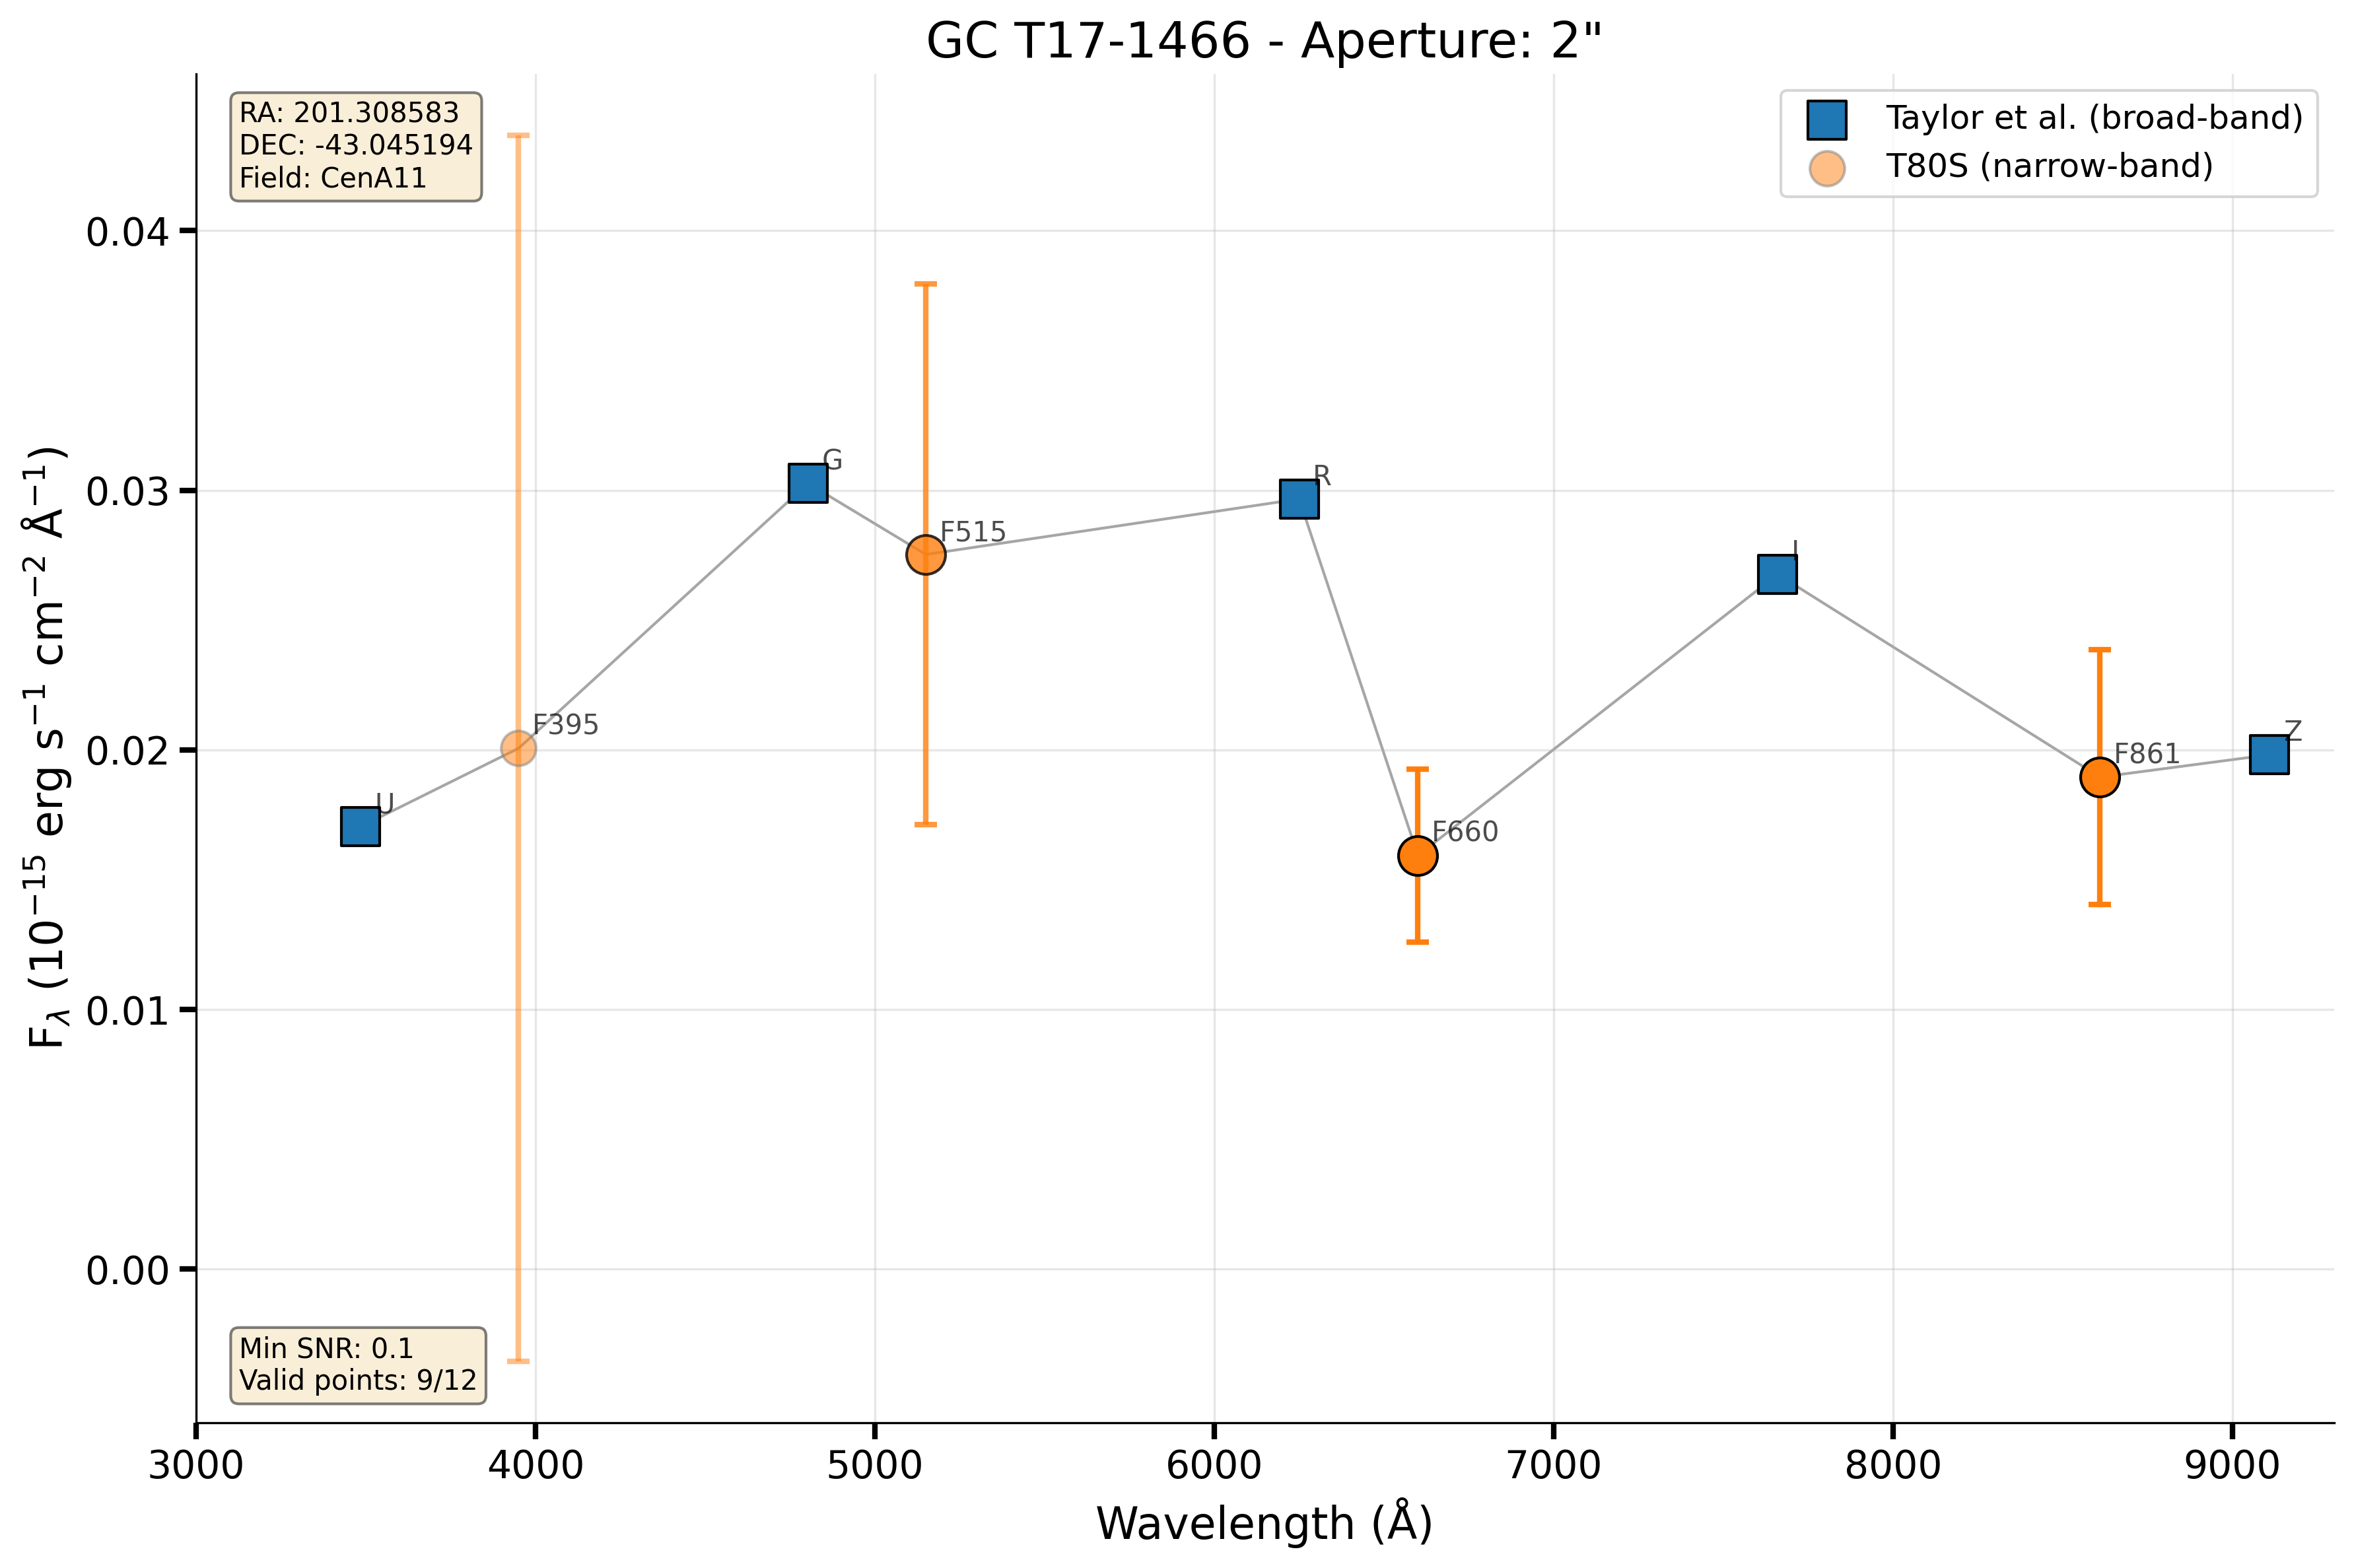 GC T17-1466 - Aperture: 2"
RA: 201.308583
DEC: -43.045194
Field: CenA11
Taylor et al. (broad-band)
T80S (narrow-band)
0.04
0.03
0.02
0.01
0.00
F_λ (10⁻¹⁵ erg s⁻¹ cm⁻² Å⁻¹)
U
F395
G
F515
R
F660
I
F861
Z
Min SNR: 0.1
Valid points: 9/12
3000 4000 5000 6000 7000 8000 9000
Wavelength (Å)